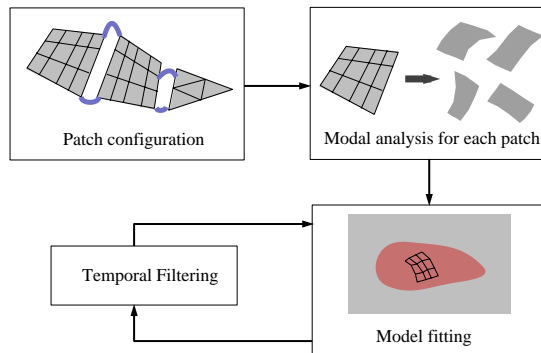 Patch configuration
Modal analysis for each patch
Temporal Filtering
Model fitting